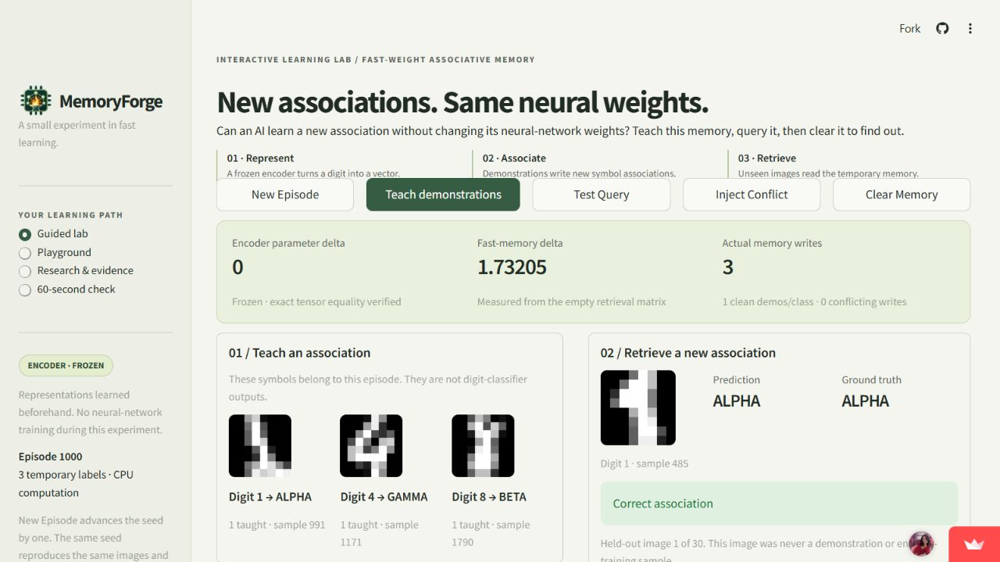 Fork
INTERACTIVE LEARNING LAB / FAST-WEIGHT ASSOCIATIVE MEMORY
MemoryForge
A small experiment in fast
learning.
YOUR LEARNING PATH
Guided lab
Playground
Research & evidence
60-second check
ENCODER · FROZEN
Representations learned
beforehand. No neural-network
training during this experiment.
Episode 1000
3 temporary labels · CPU
computation
New Episode advances the seed
by one. The same seed
reproduces the same images and
New associations. Same neural weights.
Can an AI learn a new association without changing its neural-network weights? Teach this memory, query it, then clear it to find out.
01 · Represent
A frozen encoder turns a digit into a vector.
02 · Associate
Demonstrations write new symbol associations.
03 · Retrieve
Unseen images read the temporary memory.
New Episode
Teach demonstrations
Test Query
Inject Conflict
Clear Memory
Encoder parameter delta
0
Frozen · exact tensor equality verified
Fast-memory delta
1.73205
Measured from the empty retrieval matrix
Actual memory writes
3
1 clean demos/class · 0 conflicting writes
01 / Teach an association
These symbols belong to this episode. They are not digit-classifier
outputs.
Digit 1 → ALPHA
1 taught · sample 991
Digit 4 → GAMMA
1 taught · sample
1171
Digit 8 → BETA
1 taught · sample
1790
02 / Retrieve a new association
Prediction
ALPHA
Ground truth
ALPHA
Digit 1 · sample 485
Correct association
Held-out image 1 of 30. This image was never a demonstration or
training sample.